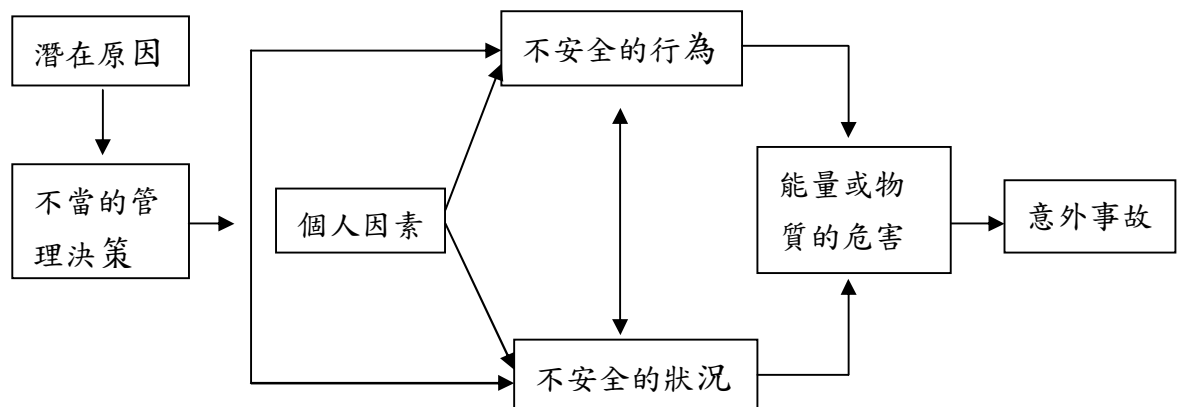 潛在原因
不當的管
理決策
個人因素
不安全的行為
不安全的狀況
能量或物
質的危害
意外事故